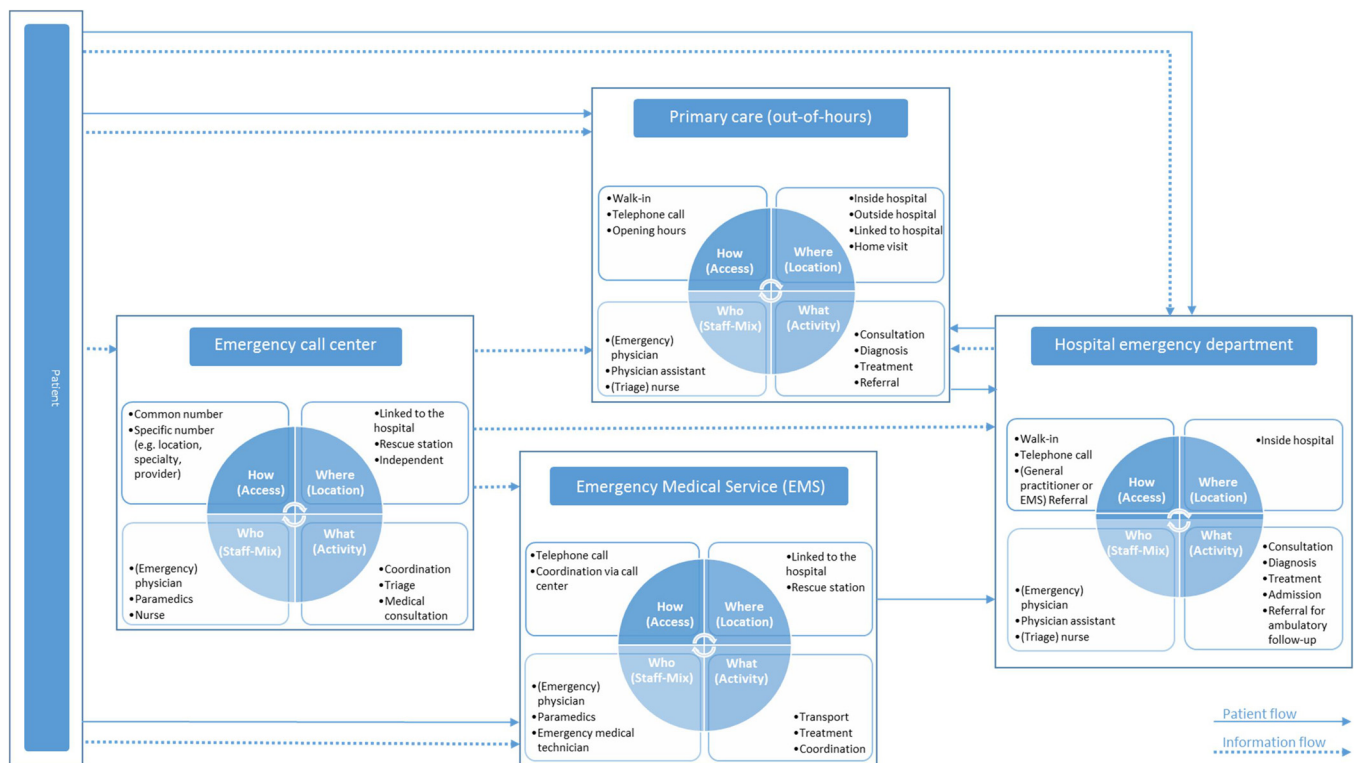 Patient
Primary care (out-of-hours)
•Walk-in
•Telephone call
•Opening hours
•Inside hospital
•Outside hospital
•Linked to hospital
•Home visit
How
(Access)
Where
(Location)
Who
(Staff-Mix)
What
(Activity)
•(Emergency)
physician
•Physician assistant
•(Triage) nurse
•Consultation
•Diagnosis
•Treatment
•Referral
Emergency call center
•Common number
•Specific number
(e.g. location,
specialty,
provider)
•Linked to the
hospital
•Rescue station
•Independent
How
(Access)
Where
(Location)
Who
(Staff-Mix)
What
(Activity)
•(Emergency)
physician
•Paramedics
•Nurse
•Coordination
•Triage
•Medical
consultation
Emergency Medical Service (EMS)
•Telephone call
•Coordination via call
center
•Linked to the
hospital
•Rescue station
How
(Access)
Where
(Location)
Who
(Staff-Mix)
What
(Activity)
•(Emergency)
physician
•Paramedics
•Emergency medical
technician
•Transport
•Treatment
•Coordination
Hospital emergency department
•Walk-in
•Telephone call
•(General
practitioner or
EMS) Referral
•Inside hospital
How
(Access)
Where
(Location)
Who
(Staff-Mix)
What
(Activity)
•(Emergency)
physician
•Physician assistant
•(Triage) nurse
•Consultation
•Diagnosis
•Treatment
•Admission
•Referral for
ambulatory
follow-up
Patient flow
Information flow